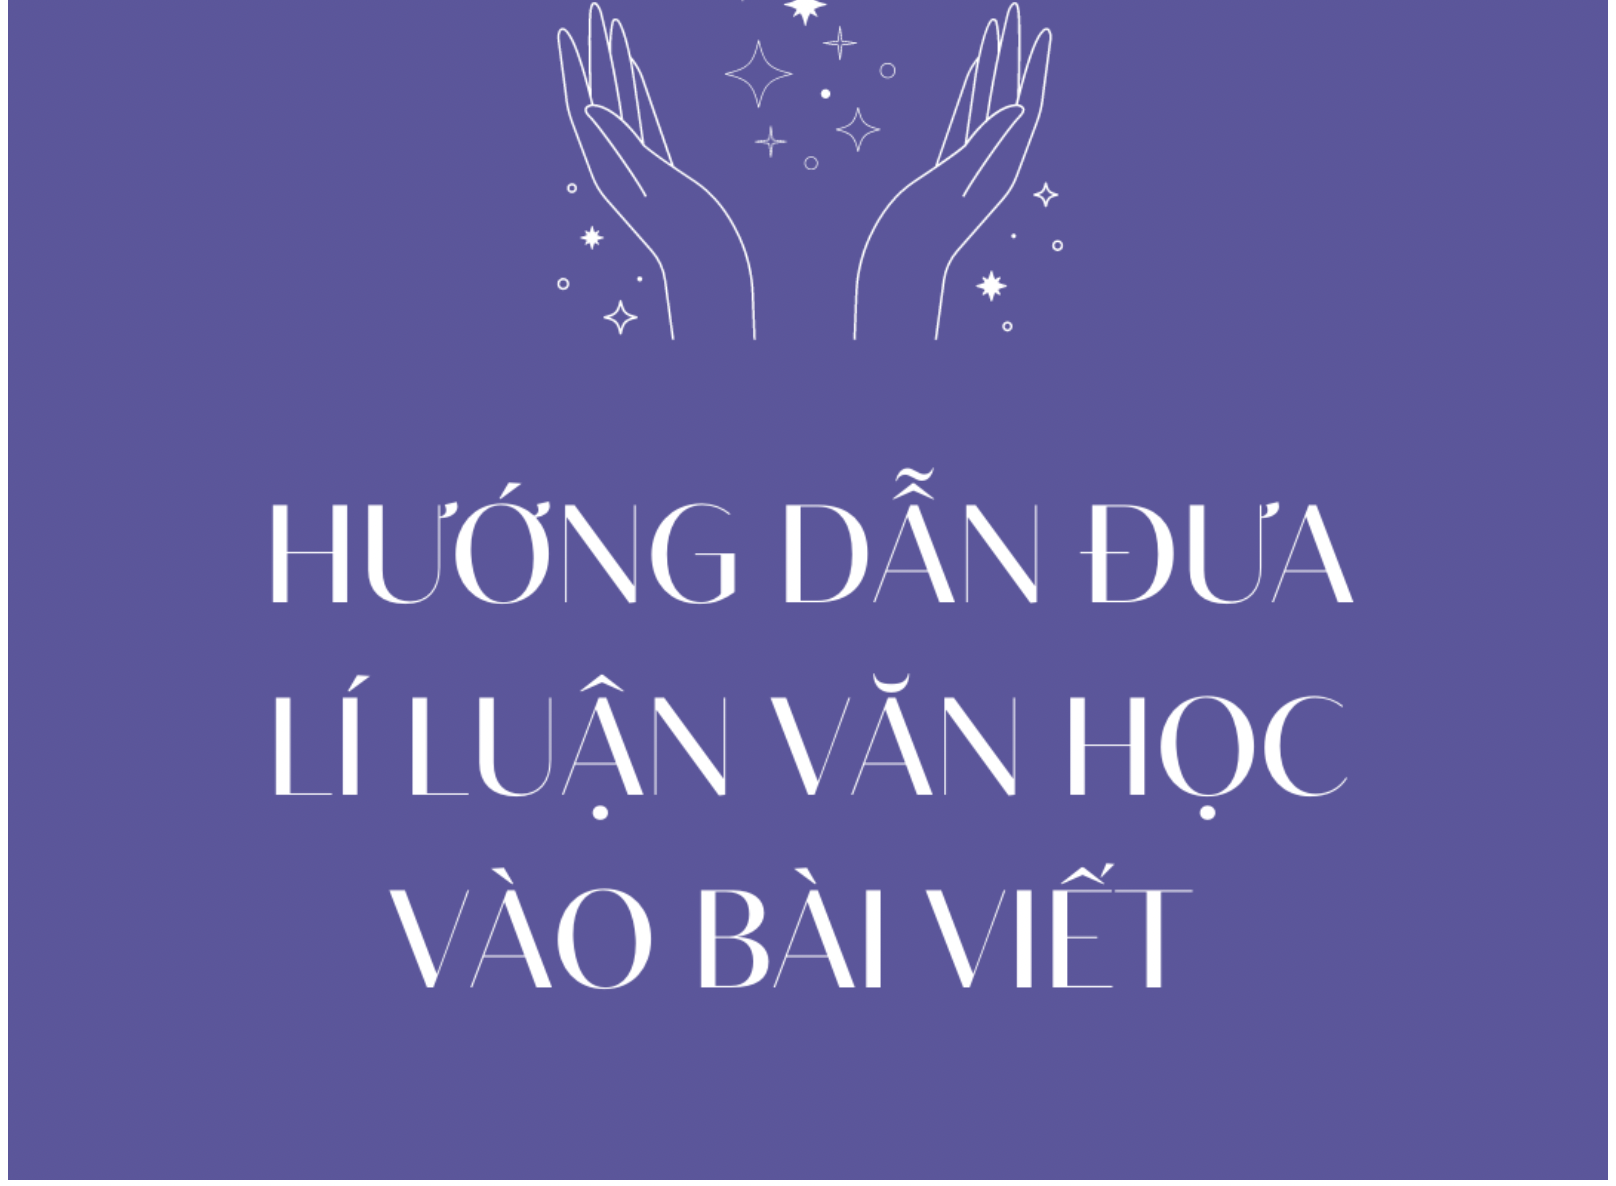 HƯỚNG DẪN ĐƯA
LÍ LUẬN VĂN HỌC
VÀO BÀI VIẾT